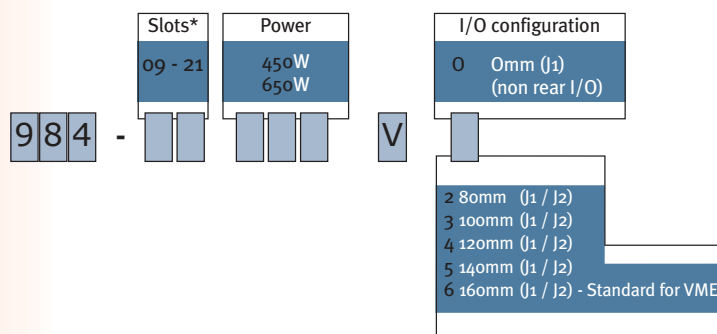 Slots*
Power
I/O configuration
09 - 21
450W
650W
0 0mm (J1)
(non rear I/O)
984 - V
2 80mm (J1 / J2)
3 100mm (J1 / J2)
4 120mm (J1 / J2)
5 140mm (J1 / J2)
6 160mm (J1 / J2) - Standard for VME